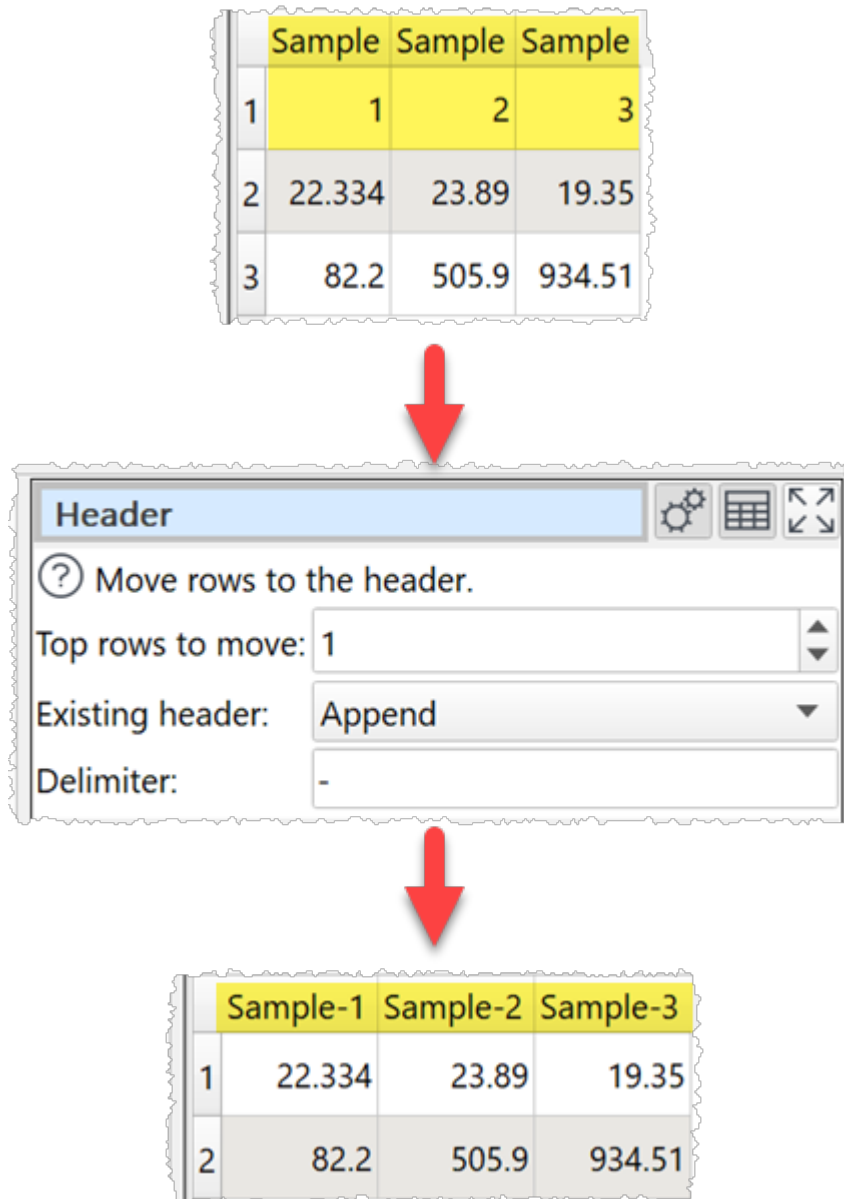 Sample Sample Sample
1 1 2 3
2 22.334 23.89 19.35
3 82.2 505.9 934.51
Header
? Move rows to the header.
Top rows to move: 1
Existing header: Append
Delimiter: -
Sample-1 Sample-2 Sample-3
1 22.334 23.89 19.35
2 82.2 505.9 934.51